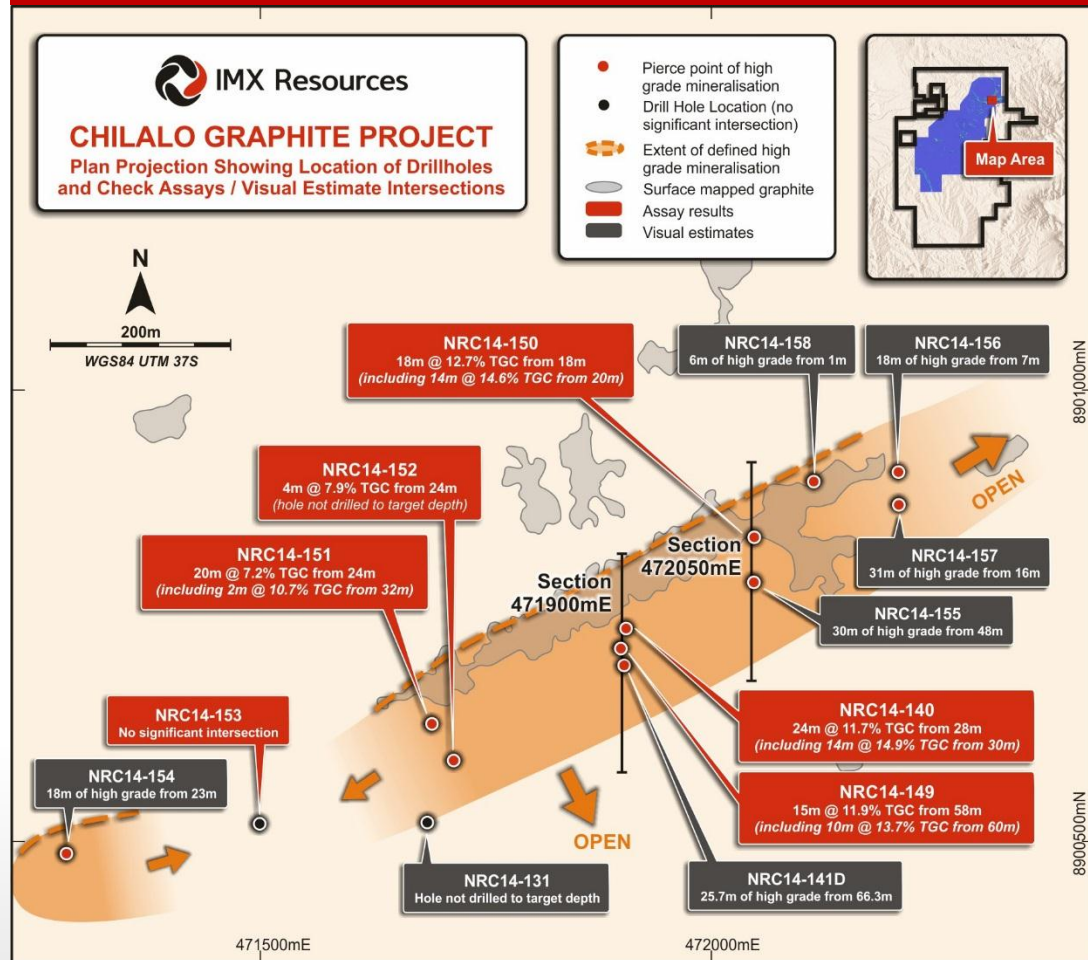 IMX Resources
CHILALO GRAPHITE PROJECT
Plan Projection Showing Location of Drillholes
and Check Assays / Visual Estimate Intersections
Pierce point of high
grade mineralisation
Drill Hole Location (no
significant intersection)
Extent of defined high
grade mineralisation
Surface mapped graphite
Assay results
Visual estimates
Map Area
N
200m
WGS84 UTM 37S
NRC14-150
18m @ 12.7% TGC from 18m
(including 14m @ 14.6% TGC from 20m)
NRC14-158
6m of high grade from 1m
NRC14-156
18m of high grade from 7m
8901000mN
NRC14-152
4m @ 7.9% TGC from 24m
(hole not drilled to target depth)
OPEN
NRC14-151
20m @ 7.2% TGC from 24m
(including 2m @ 10.7% TGC from 32m)
Section
472050mE
Section
471900mE
NRC14-157
31m of high grade from 16m
NRC14-155
30m of high grade from 48m
NRC14-153
No significant intersection
NRC14-140
24m @ 11.7% TGC from 28m
(including 14m @ 14.9% TGC from 30m)
NRC14-154
18m of high grade from 23m
NRC14-149
15m @ 11.9% TGC from 58m
(including 10m @ 13.7% TGC from 60m)
OPEN
8900500mN
NRC14-131
Hole not drilled to target depth
NRC14-141D
25.7m of high grade from 66.3m
471500mE
472000mE